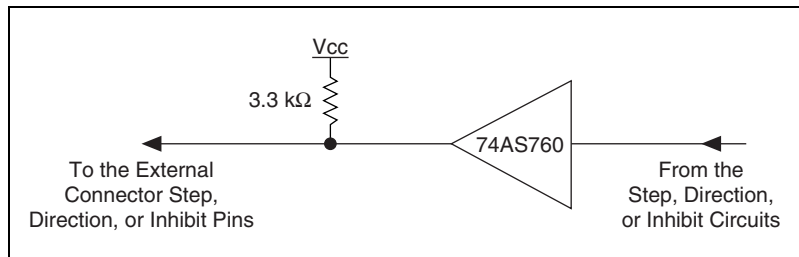 Vcc
3.3 kΩ
74AS760
To the External
Connector Step,
Direction, or Inhibit Pins
From the
Step, Direction,
or Inhibit Circuits